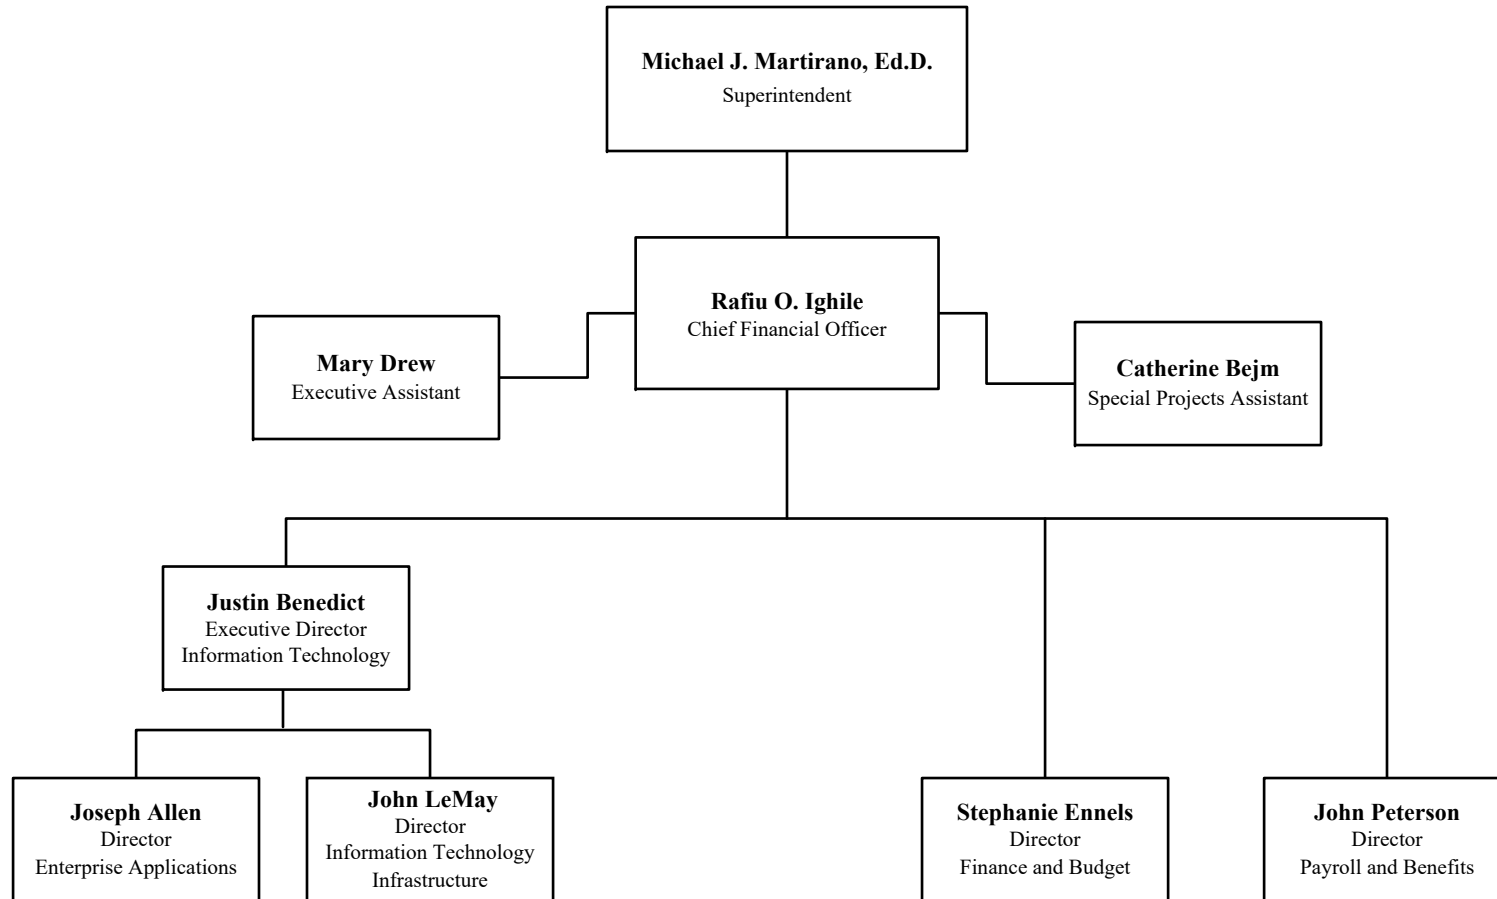 Michael J. Martirano, Ed.D.
Superintendent
Rafiu O. Ighile
Chief Financial Officer
Mary Drew
Executive Assistant
Catherine Bejm
Special Projects Assistant
Justin Benedict
Executive Director
Information Technology
Joseph Allen
Director
Enterprise Applications
John LeMay
Director
Information Technology
Infrastructure
Stephanie Ennels
Director
Finance and Budget
John Peterson
Director
Payroll and Benefits